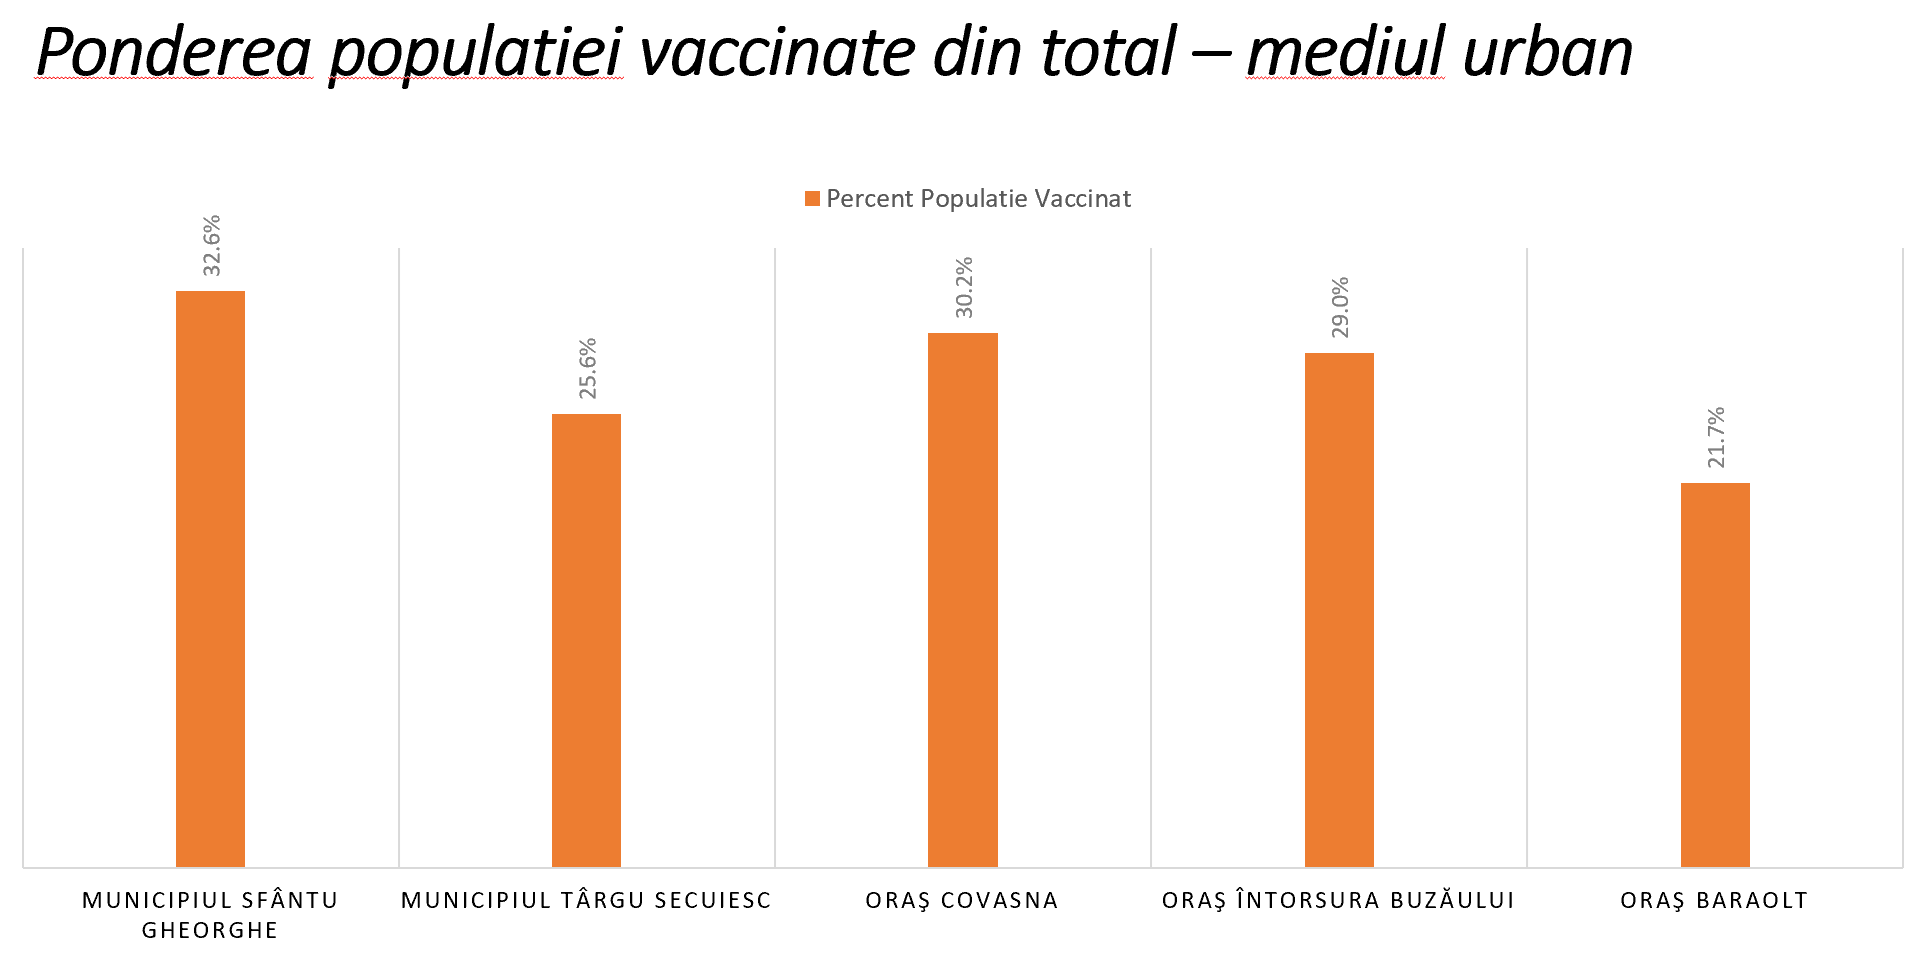 Ponderea populatiei vaccinate din total – mediul urban
Percent Populatie Vaccinat
32.6%
25.6%
30.2%
29.0%
21.7%
MUNICIPIUL SFÂNTU
GHEORGHE
MUNICIPIUL TÂRGU SECUIESC
ORAŞ COVASNA
ORAŞ ÎNTORSURA BUZĂULUI
ORAŞ BARAOLT